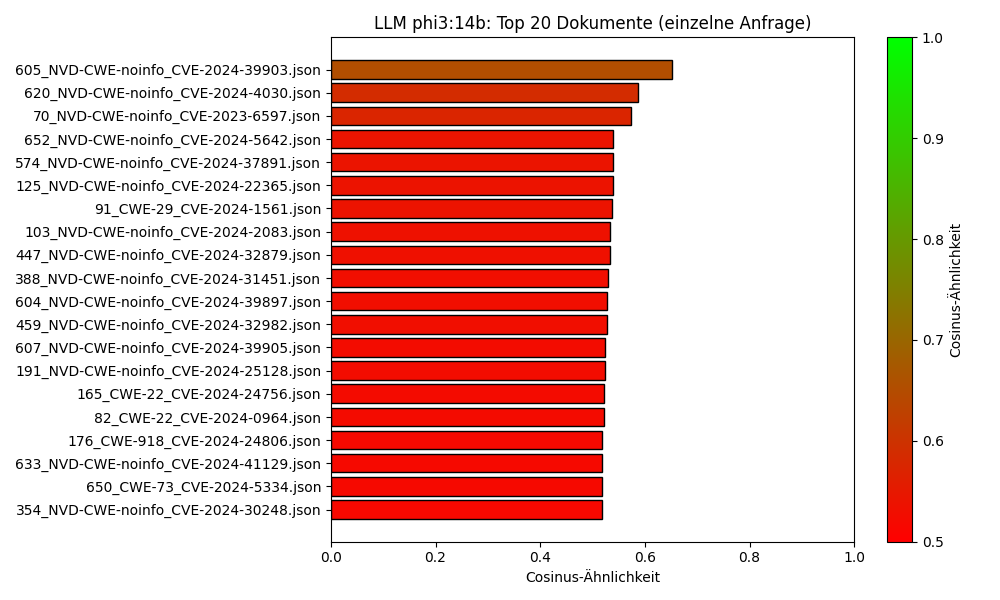 LLM phi3:14b: Top 20 Dokumente (einzelne Anfrage)
605_NVD-CWE-noinfo_CVE-2024-39903.json
620_NVD-CWE-noinfo_CVE-2024-4030.json
70_NVD-CWE-noinfo_CVE-2023-6597.json
652_NVD-CWE-noinfo_CVE-2024-5642.json
574_NVD-CWE-noinfo_CVE-2024-37891.json
125_NVD-CWE-noinfo_CVE-2024-22365.json
91_CWE-29_CVE-2024-1561.json
103_NVD-CWE-noinfo_CVE-2024-2083.json
447_NVD-CWE-noinfo_CVE-2024-32879.json
388_NVD-CWE-noinfo_CVE-2024-31451.json
604_NVD-CWE-noinfo_CVE-2024-39897.json
459_NVD-CWE-noinfo_CVE-2024-32982.json
607_NVD-CWE-noinfo_CVE-2024-39905.json
191_NVD-CWE-noinfo_CVE-2024-25128.json
165_CWE-22_CVE-2024-24756.json
82_CWE-22_CVE-2024-0964.json
176_CWE-918_CVE-2024-24806.json
633_NVD-CWE-noinfo_CVE-2024-41129.json
650_CWE-73_CVE-2024-5334.json
354_NVD-CWE-noinfo_CVE-2024-30248.json
0.0 0.2 0.4 0.6 0.8 1.0
Cosinus-Ähnlichkeit
1.0
0.9
0.8
0.7
0.6
0.5
Cosinus-Ähnlichkeit